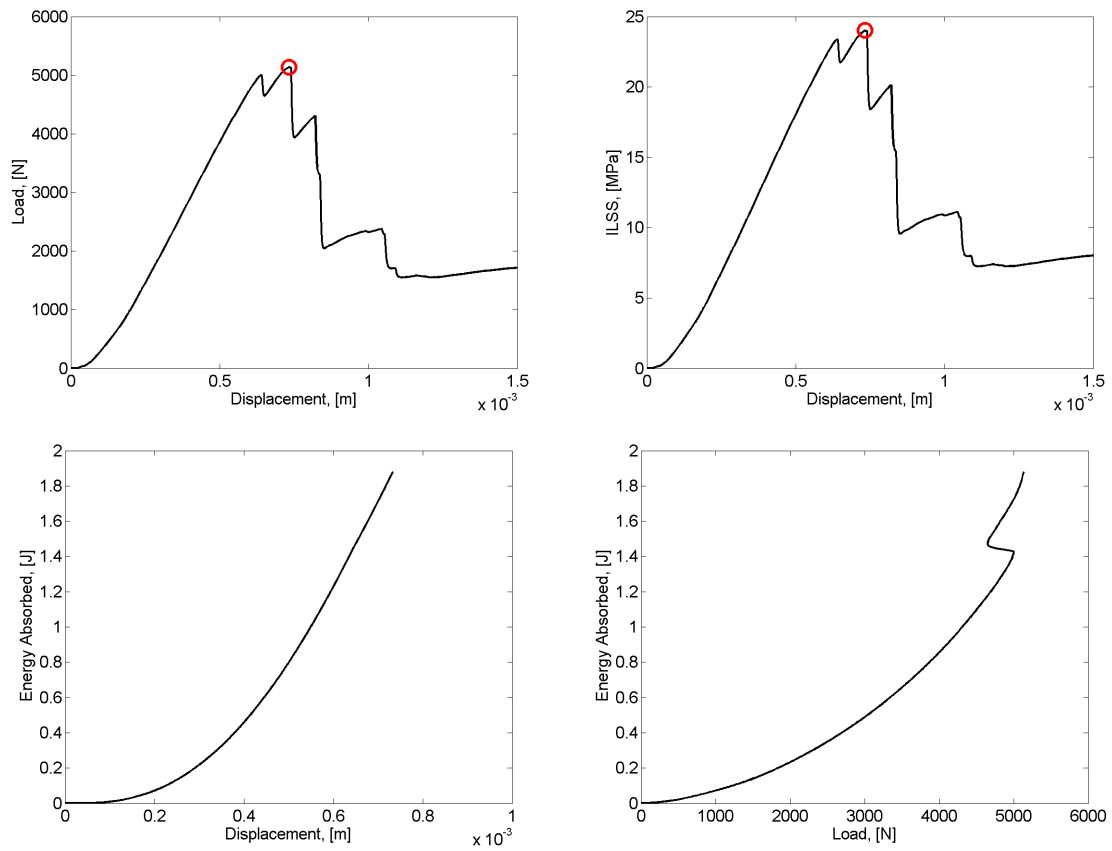 6000
5000
4000
3000
2000
1000
0
Load, [N]
0 0.5 1 1.5
Displacement, [m]
x 10^-3
25
20
15
10
5
0
ILSS, [MPa]
0 0.5 1 1.5
Displacement, [m]
x 10^-3
2
1.8
1.6
1.4
1.2
1
0.8
0.6
0.4
0.2
0
Energy Absorbed, [J]
0 0.2 0.4 0.6 0.8 1
Displacement, [m]
x 10^-3
2
1.8
1.6
1.4
1.2
1
0.8
0.6
0.4
0.2
0
Energy Absorbed, [J]
0 1000 2000 3000 4000 5000 6000
Load, [N]